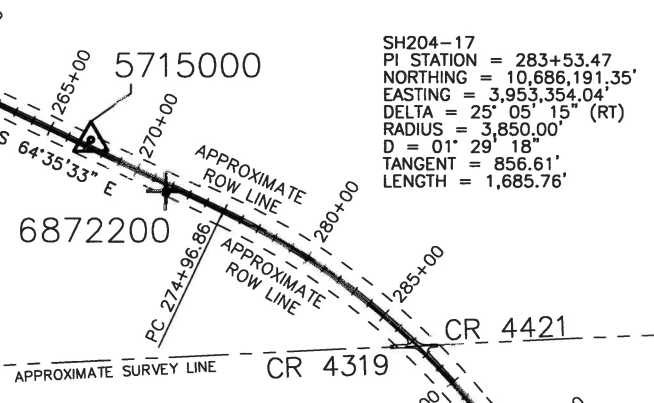 SH204-17
PI STATION = 283+53.47
NORTHING = 10,686,191.35'
EASTING = 3,953,354.04'
DELTA = 25° 05' 15" (RT)
RADIUS = 3,850.00'
D = 01° 29' 18"
TANGENT = 856.61'
LENGTH = 1,685.76'
265+00
5715000
270+00
S 64°35'33" E
APPROXIMATE
ROW LINE
6872200
280+00
PC 274+96.86
APPROXIMATE
ROW LINE
285+00
CR 4421
CR 4319
APPROXIMATE SURVEY LINE